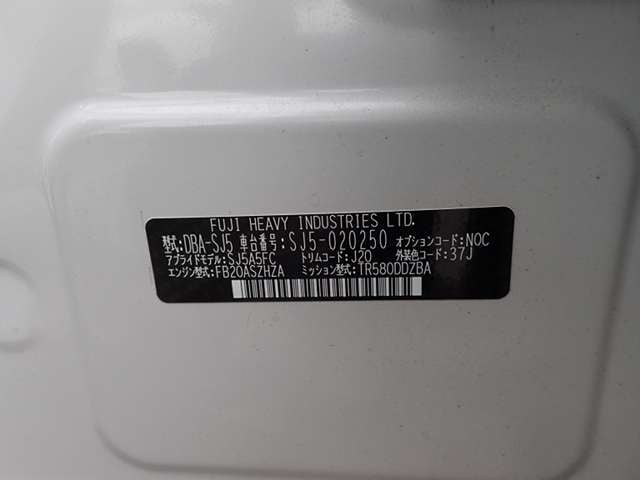 FUJI HEAVY INDUSTRIES LTD.
型式:DBA-SJ5 車台番号:SJ5-020250 オプションコード:NOC
アプライドモデル:SJ5A5FC トリムコード:J20 外装色コード:37J
エンジン型式:FB20ASZHZA ミッション型式:TR580DDZBA